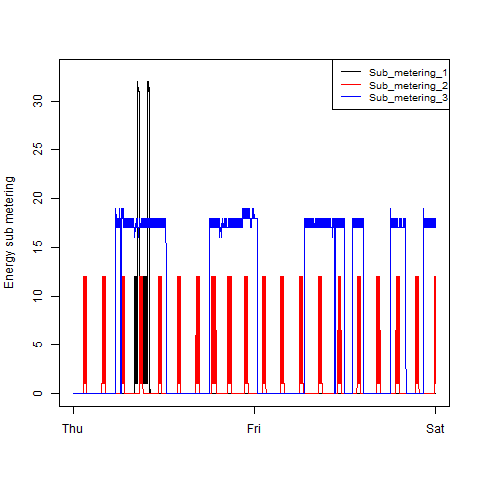 Sub_metering_1
Sub_metering_2
Sub_metering_3
Energy sub metering
30
25
20
15
10
5
0
Thu Fri Sat